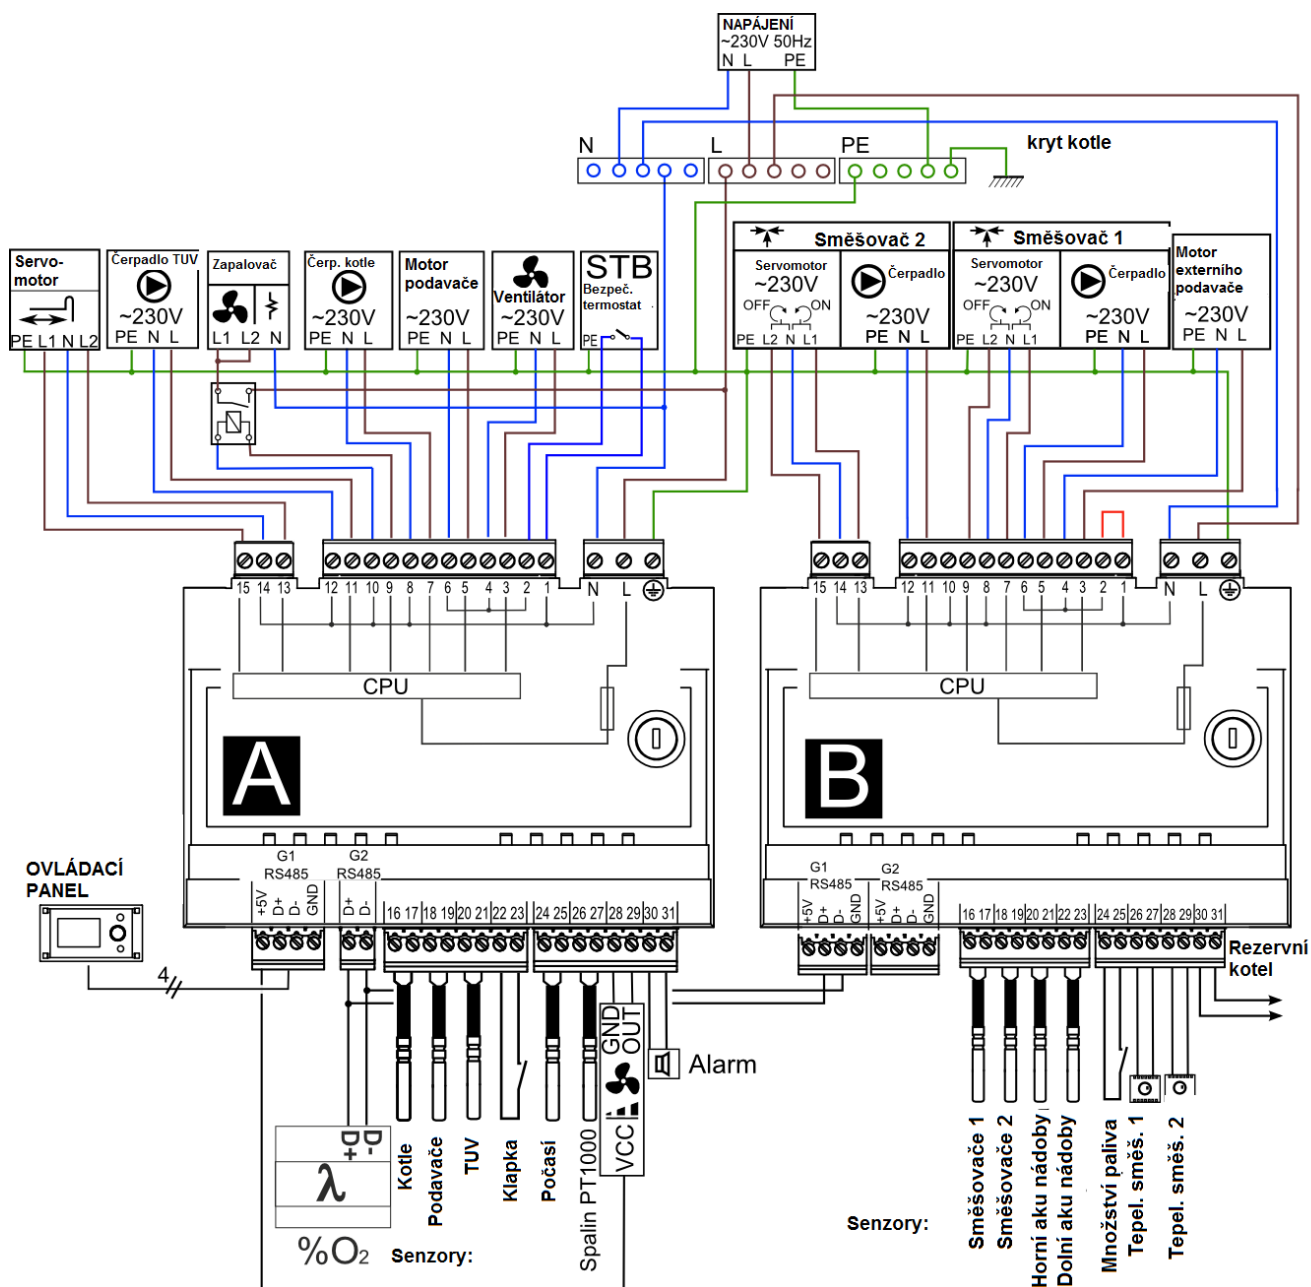 NAPÁJENÍ
~230V 50Hz
N L PE
N L PE kryt kotle
Servo-
motor
PE L1 N L2
Čerpadlo TUV
~230V
PE N L
Zapalovač
L1 L2 N
Čerp. kotle
~230V
PE N L
Motor
podavače
~230V
PE N L
Ventilátor
~230V
PE N L
STB
Bezpeč.
termostat
PE
Směšovač 2
Servomotor
~230V
OFF ON
PE L2 N L1
Čerpadlo
~230V
PE N L
Směšovač 1
Servomotor
~230V
OFF ON
PE L2 N L1
Čerpadlo
~230V
PE N L
Motor
externího
podavače
~230V
PE N L
15 14 13 12 11 10 9 8 7 6 5 4 3 2 1 N L
CPU
A
15 14 13 12 11 10 9 8 7 6 5 4 3 2 1 N L
CPU
B
OVLÁDACÍ
PANEL
4
G1
RS485
+5V D+ D- GND
G2
RS485
D+ D-
16 17 18 19 20 21 22 23 24 25 26 27 28 29 30 31
G1
RS485
+5V D+ D- GND
G2
RS485
+5V D+ D- GND
16 17 18 19 20 21 22 23 24 25 26 27 28 29 30 31
Rezervní
kotel
D+ D-
λ
%O2
Senzory:
Kotle
Podavače
TUV
Klapka
Počasí
Spalin PT1000
GND
OUT
VCC
Alarm
Senzory:
Směšovače 1
Směšovače 2
Horní aku nádoby
Dolní aku nádoby
Množství paliva
Tepel. směš. 1
Tepel. směš. 2